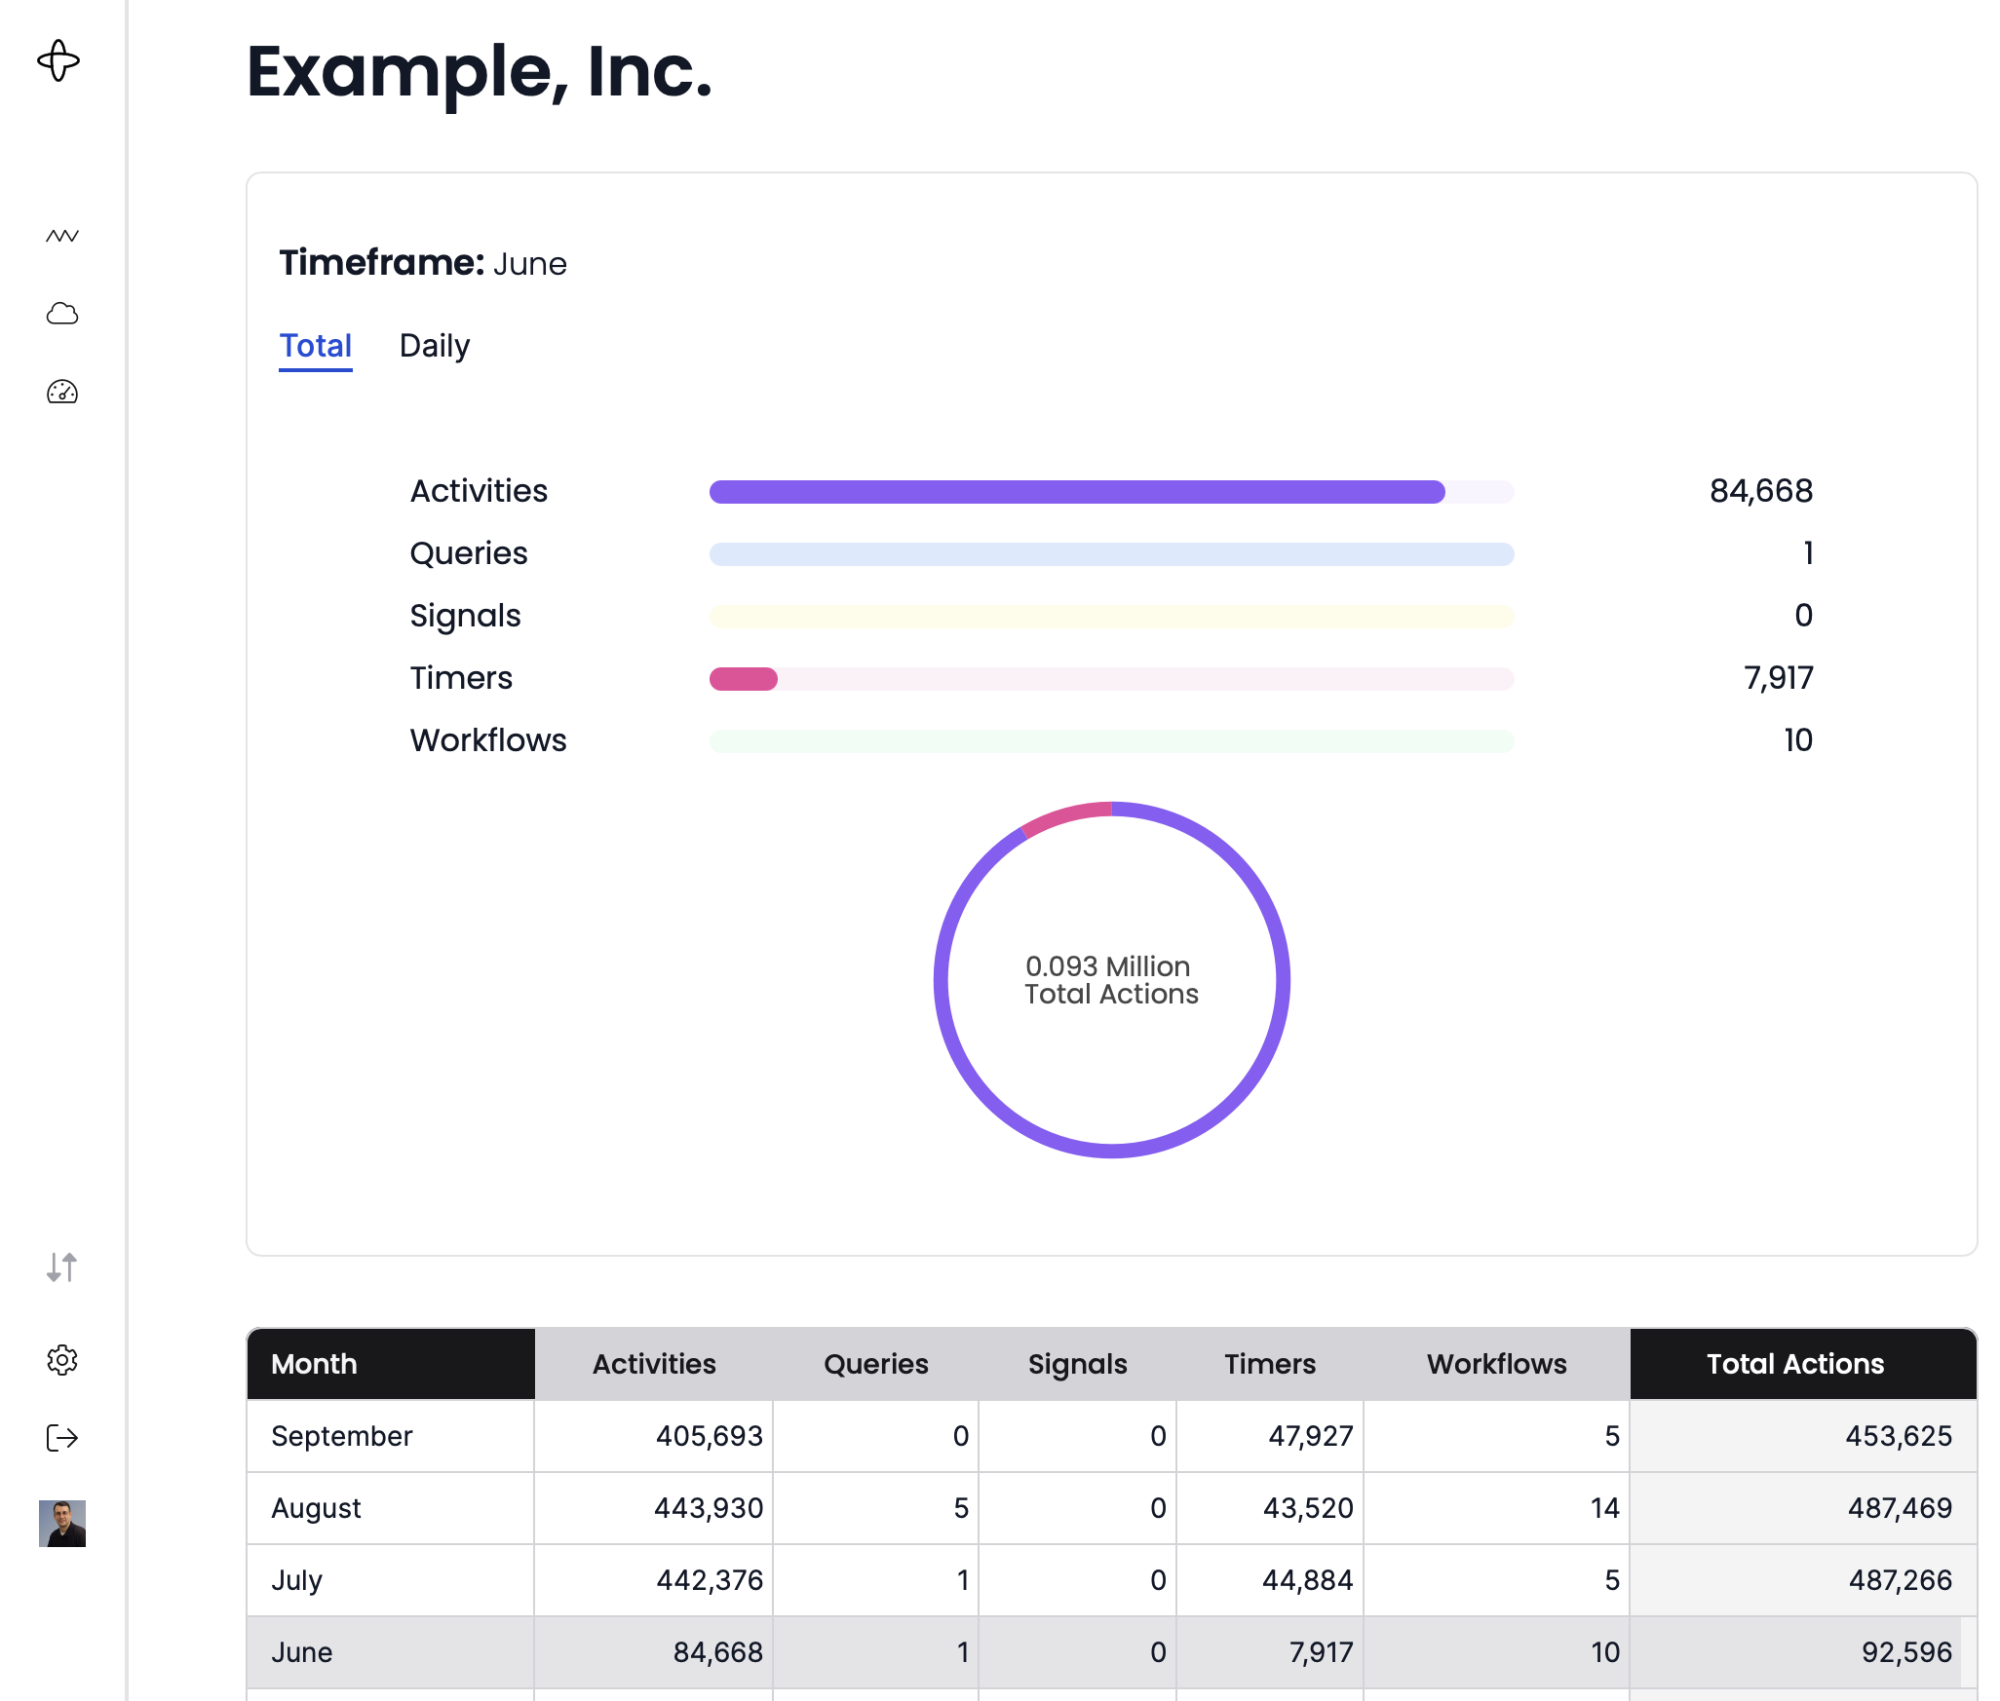 Example, Inc.
Timeframe: June
Total Daily
Activities 84,668
Queries 1
Signals 0
Timers 7,917
Workflows 10
0.093 Million
Total Actions
Month Activities Queries Signals Timers Workflows Total Actions
September 405,693 0 0 47,927 5 453,625
August 443,930 5 0 43,520 14 487,469
July 442,376 1 0 44,884 5 487,266
June 84,668 1 0 7,917 10 92,596